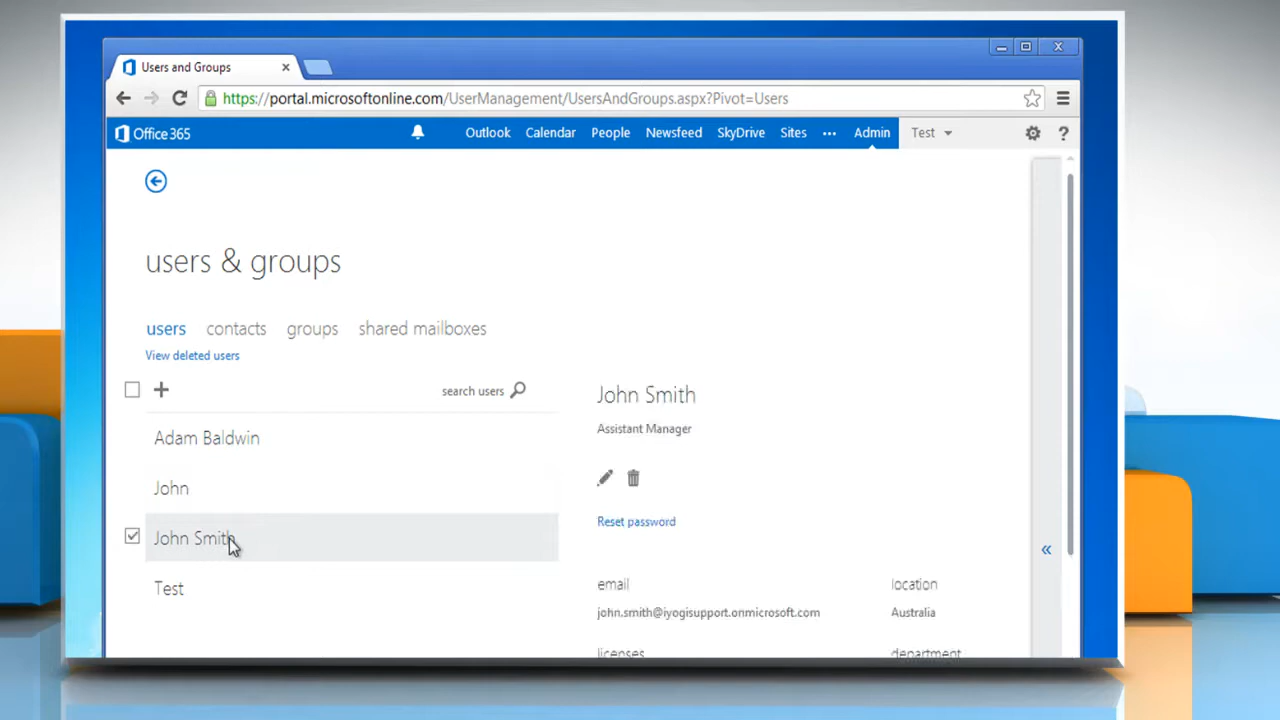 Users and Groups
https://portal.microsoftonline.com/UserManagement/UsersAndGroups.aspx?Pivot=Users
Office 365 Outlook Calendar People Newsfeed SkyDrive Sites ••• Admin Test ?
users & groups
users contacts groups shared mailboxes
View deleted users
search users
Adam Baldwin
John
John Smith
Test
John Smith
Assistant Manager
Reset password
email location
john.smith@iyogisupport.onmicrosoft.com Australia
licenses department